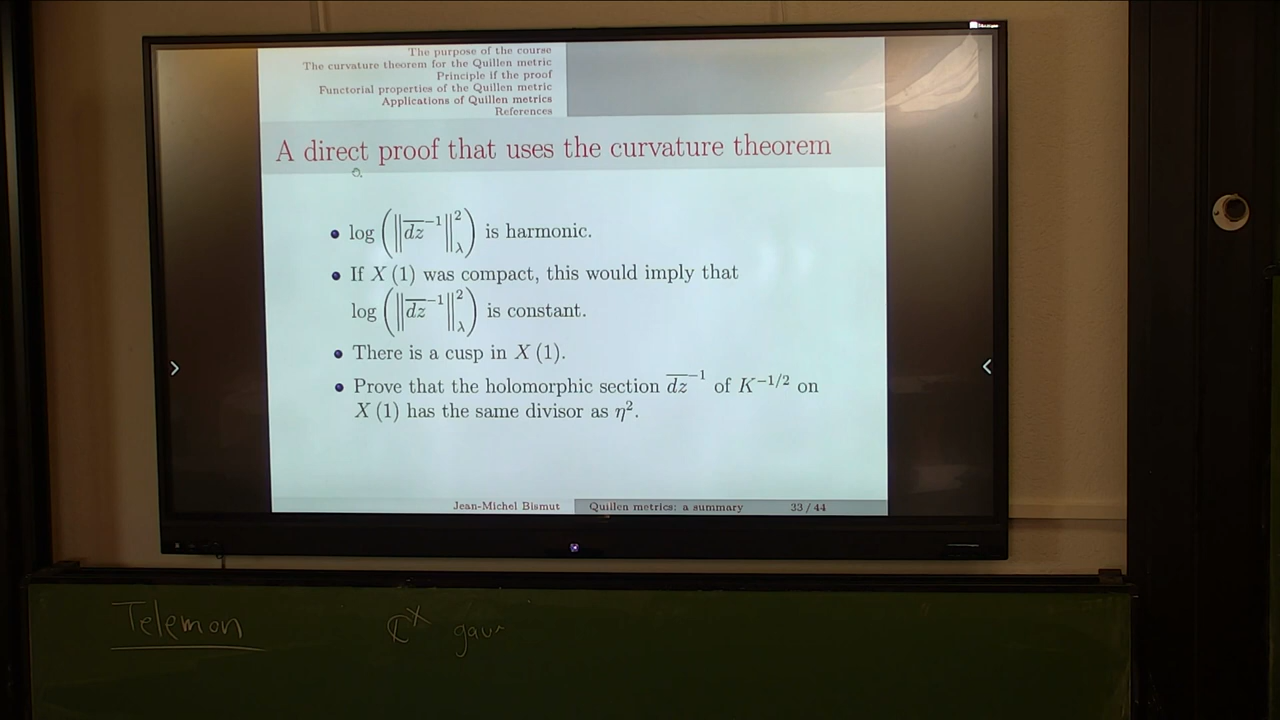 The purpose of the course
The curvature theorem for the Quillen metric
Principle if the proof
Functorial properties of the Quillen metric
Applications of Quillen metrics
References
A direct proof that uses the curvature theorem
• log (‖d̅z̅⁻¹‖²_λ) is harmonic.
• If X (1) was compact, this would imply that
log (‖d̅z̅⁻¹‖²_λ) is constant.
• There is a cusp in X (1).
• Prove that the holomorphic section d̅z̅⁻¹ of K⁻¹/² on
X (1) has the same divisor as η².
Jean-Michel Bismut Quillen metrics: a summary 33 / 44
Telemon ℂˣ